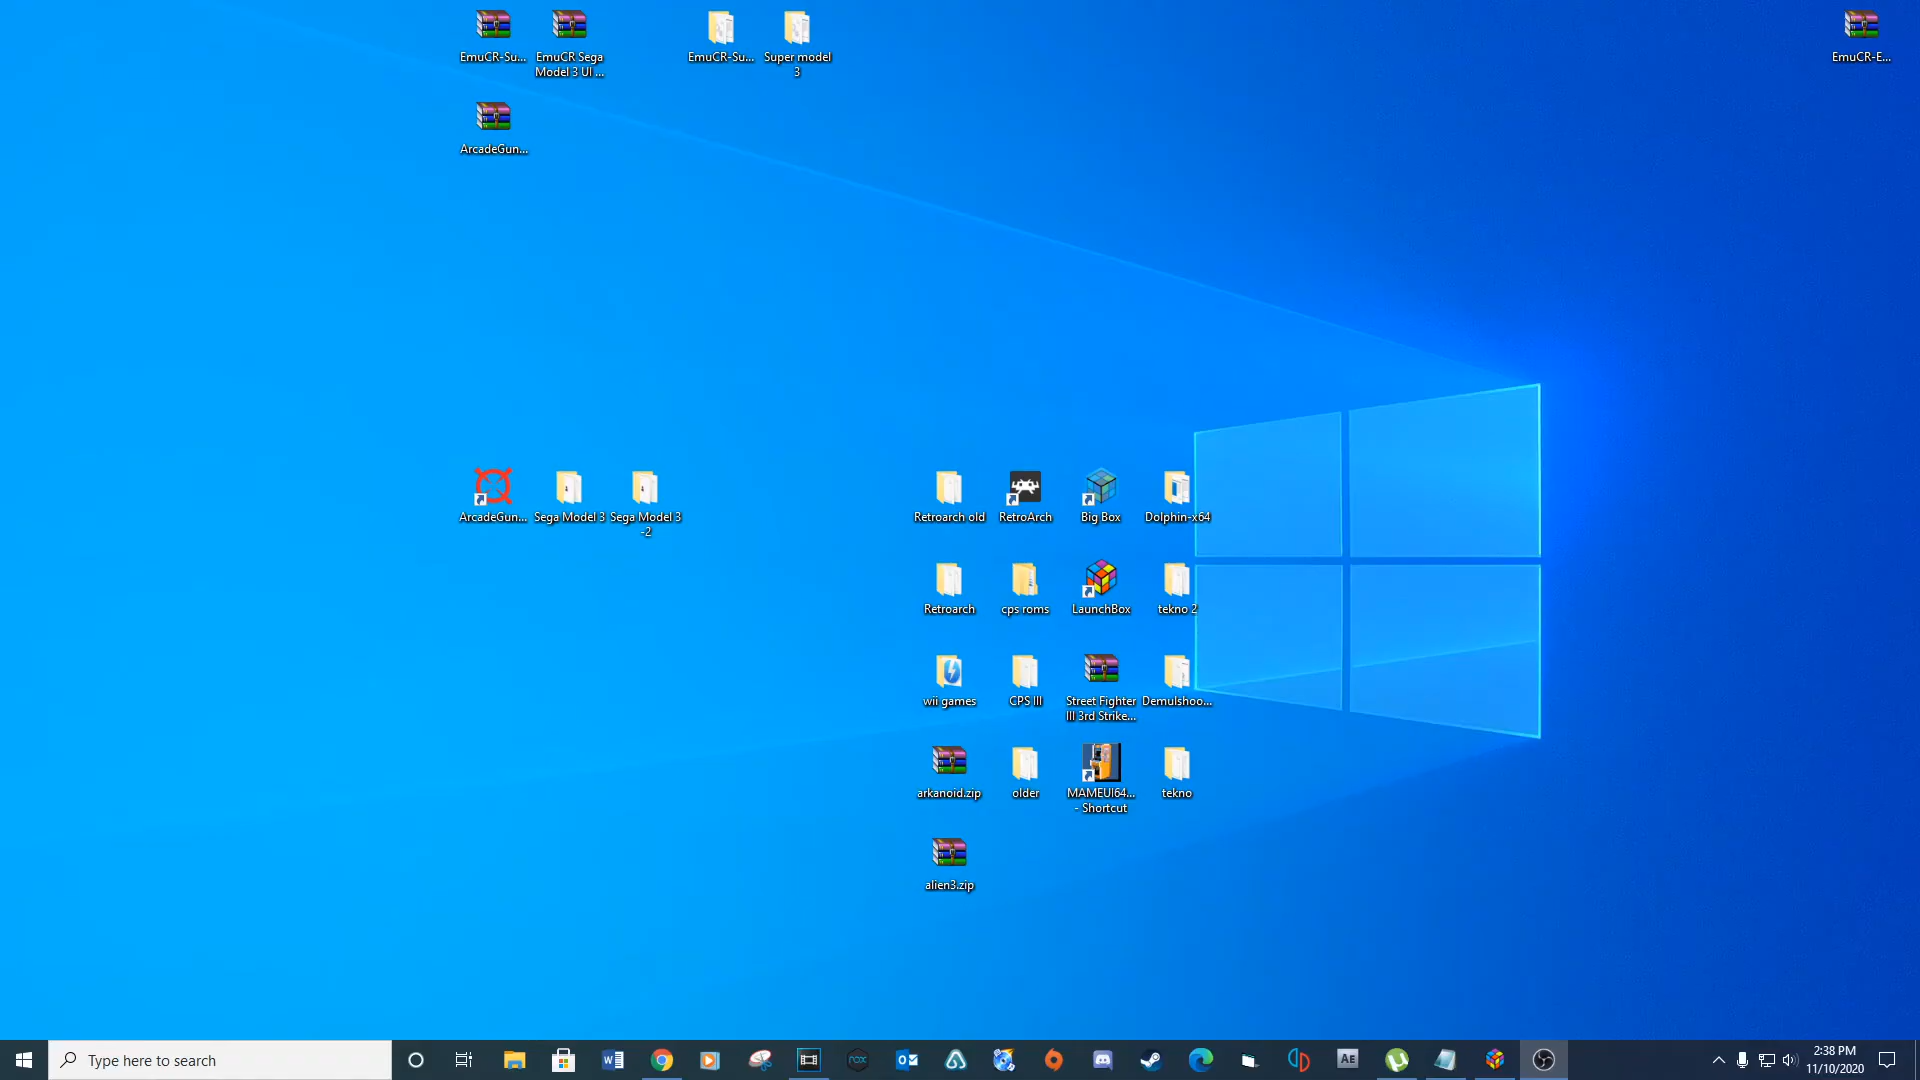 EmuCR-Su...
EmuCR Sega
Model 3 UI ...
EmuCR-Su...
Super model
3
EmuCR-E...
ArcadeGun...
ArcadeGun...
Sega Model 3
Sega Model 3
-2
Retroarch old
RetroArch
Big Box
Dolphin-x64
Retroarch
cps roms
LaunchBox
tekno 2
wii games
CPS III
Street Fighter
III 3rd Strike...
Demulshoo...
arkanoid.zip
older
MAMEUI64...
- Shortcut
tekno
alien3.zip
Type here to search
nox
AE
2:38 PM
11/10/2020